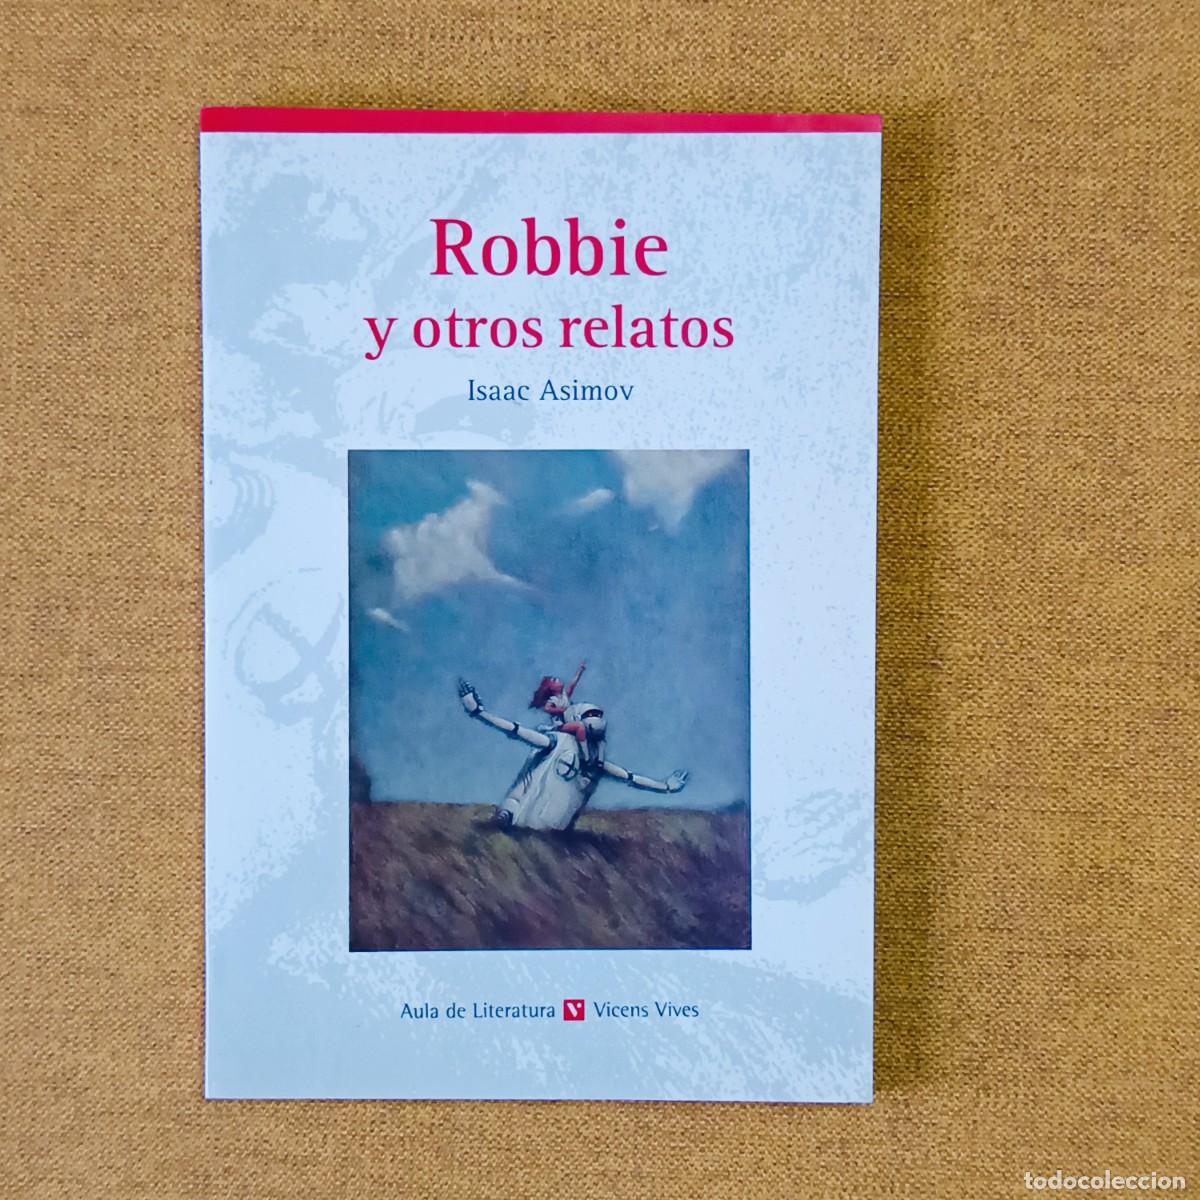 Robbie
y otros relatos
Isaac Asimov
Aula de Literatura V Vicens Vives
todocoleccion